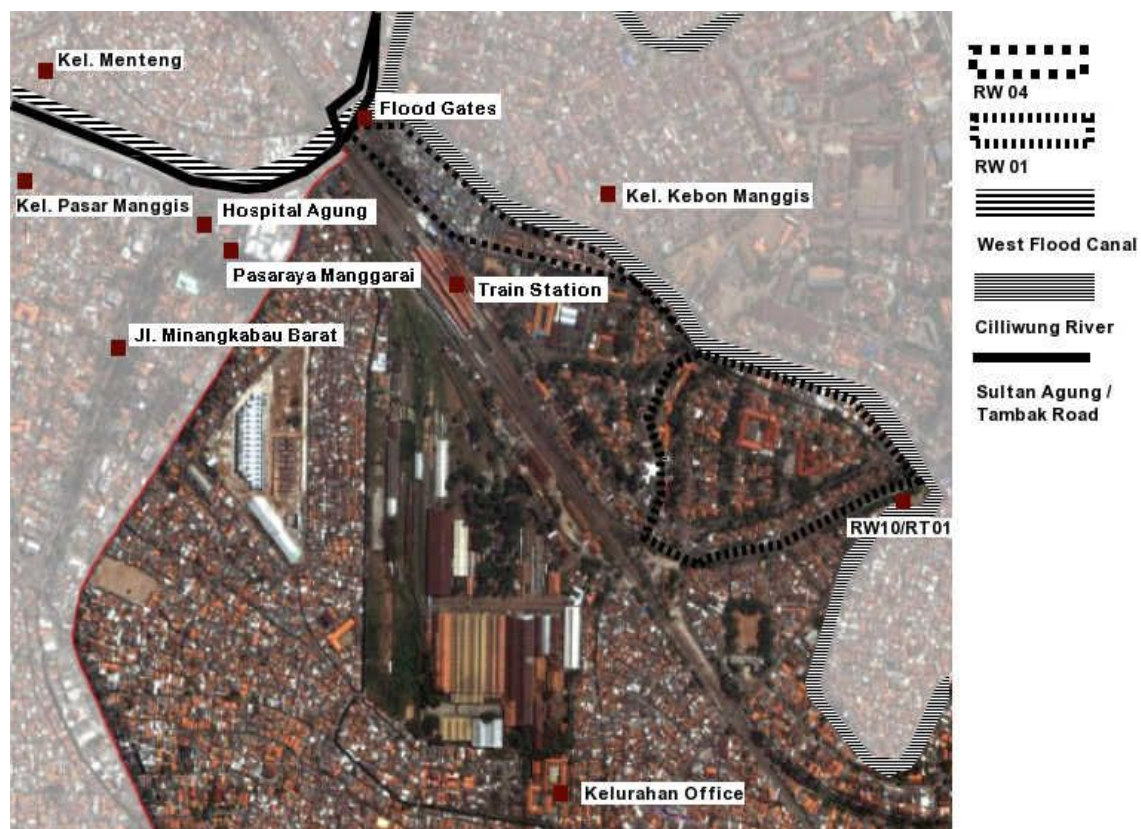 Kel. Menteng
Flood Gates
Kel. Pasar Manggis
Hospital Agung
Kel. Kebon Manggis
Pasaraya Manggarai
Train Station
Jl. Minangkabau Barat
RW10/RT01
Kelurahan Office
RW 04
RW 01
West Flood Canal
Cilliwung River
Sultan Agung /
Tambak Road